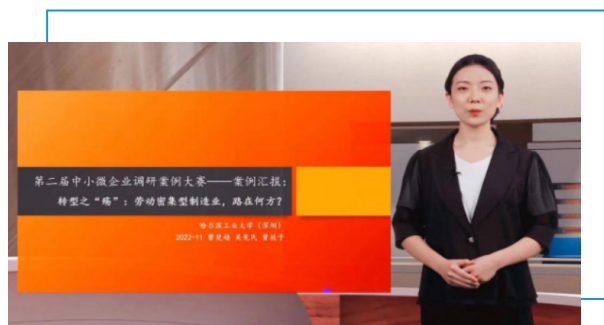 第二届中小微企业调研案例大赛——案例汇报：
转型之“殇”：劳动密集型制造业，路在何方？
哈尔滨工业大学（深圳）
2022-11